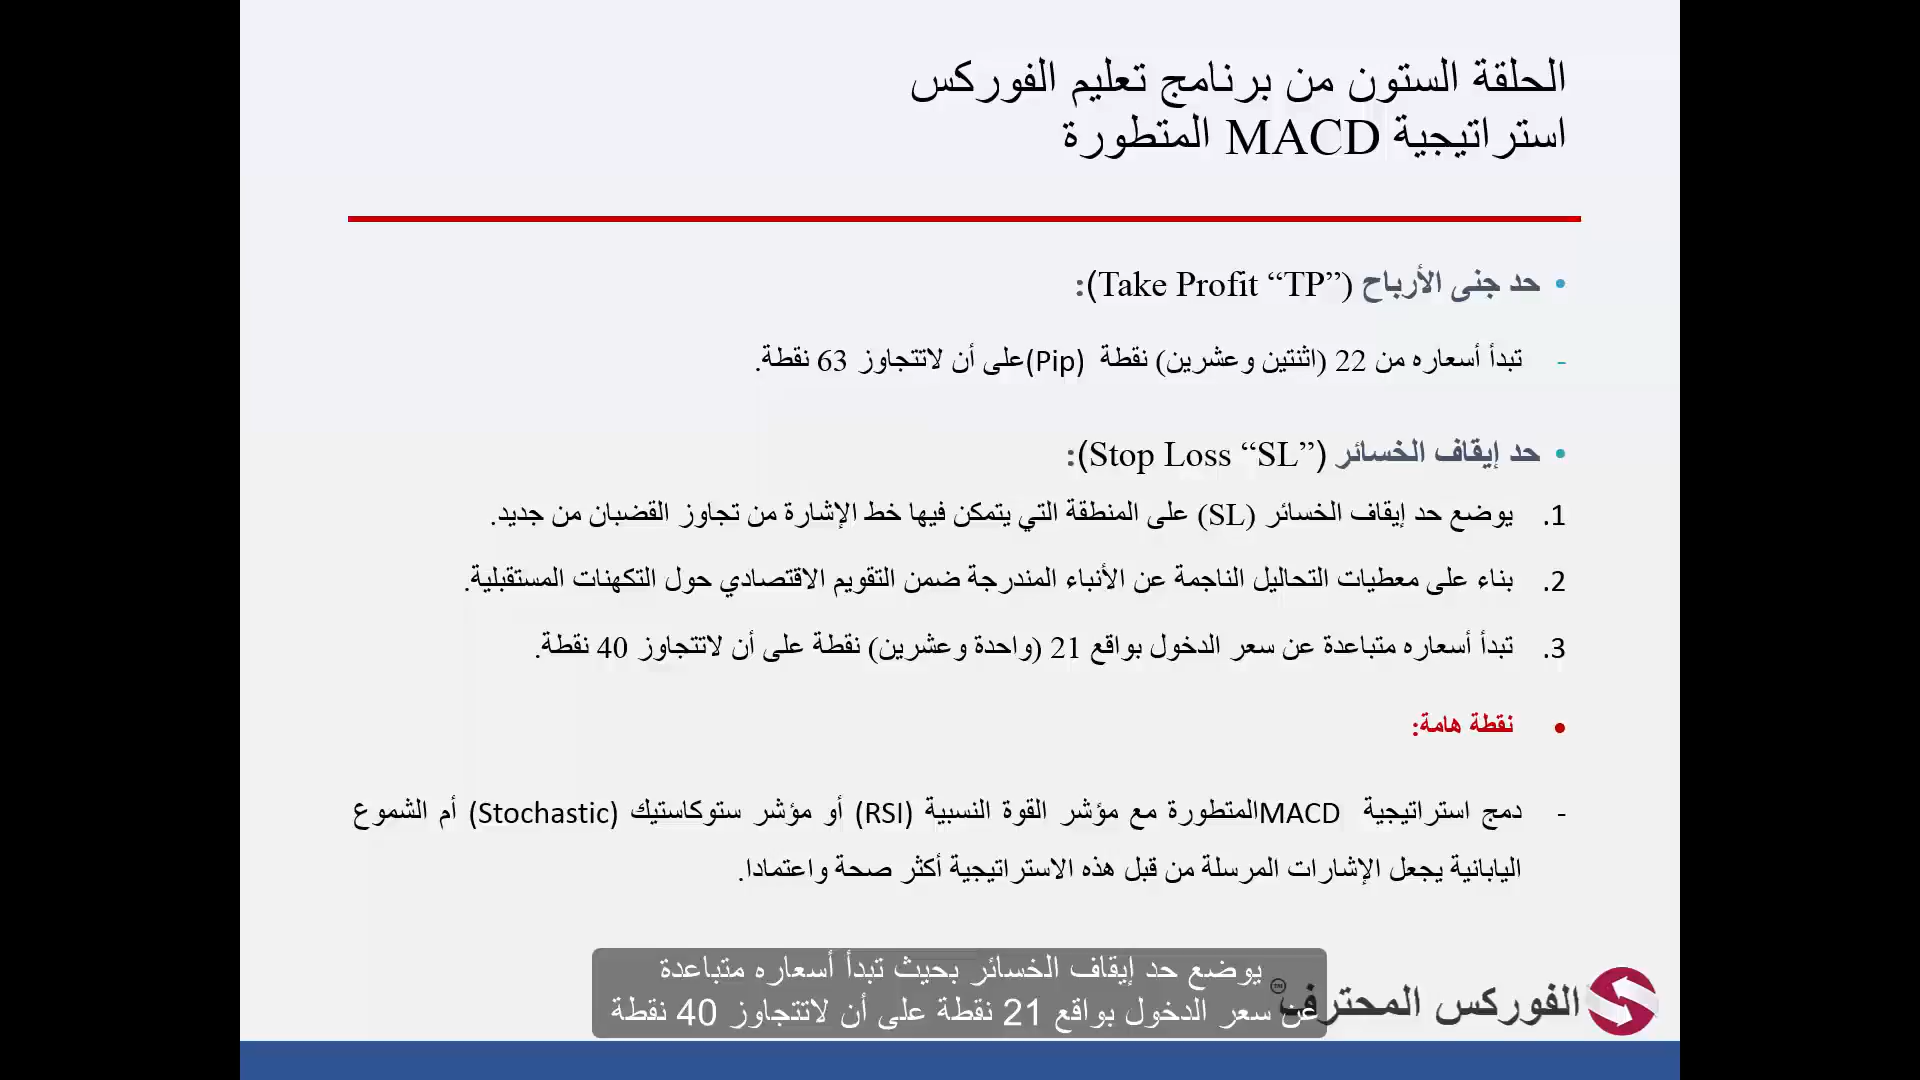 الحلقة الستون من برنامج تعليم الفوركس
استراتيجية MACD المتطورة
• حد جنى الأرباح (Take Profit “TP”):
- تبدأ أسعاره من 22 (اثنتين وعشرين) نقطة (Pip)على أن لاتتجاوز 63 نقطة.
• حد إيقاف الخسائر (Stop Loss “SL”):
1. يوضع حد إيقاف الخسائر (SL) على المنطقة التي يتمكن فيها خط الإشارة من تجاوز القضبان من جديد.
2. بناء على معطيات التحاليل الناجمة عن الأنباء المندرجة ضمن التقويم الاقتصادي حول التكهنات المستقبلية.
3. تبدأ أسعاره متباعدة عن سعر الدخول بواقع 21 (واحدة وعشرين) نقطة على أن لاتتجاوز 40 نقطة.
• نقطة هامة:
- دمج استراتيجية MACDالمتطورة مع مؤشر القوة النسبية (RSI) أو مؤشر ستوكاستيك (Stochastic) أم الشموع
اليابانية يجعل الإشارات المرسلة من قبل هذه الاستراتيجية أكثر صحة واعتمادا.
يوضع حد إيقاف الخسائر بحيث تبدأ أسعاره متباعدة
عن سعر الدخول بواقع 21 نقطة على أن لاتتجاوز 40 نقطة
الفوركس المحترف ™